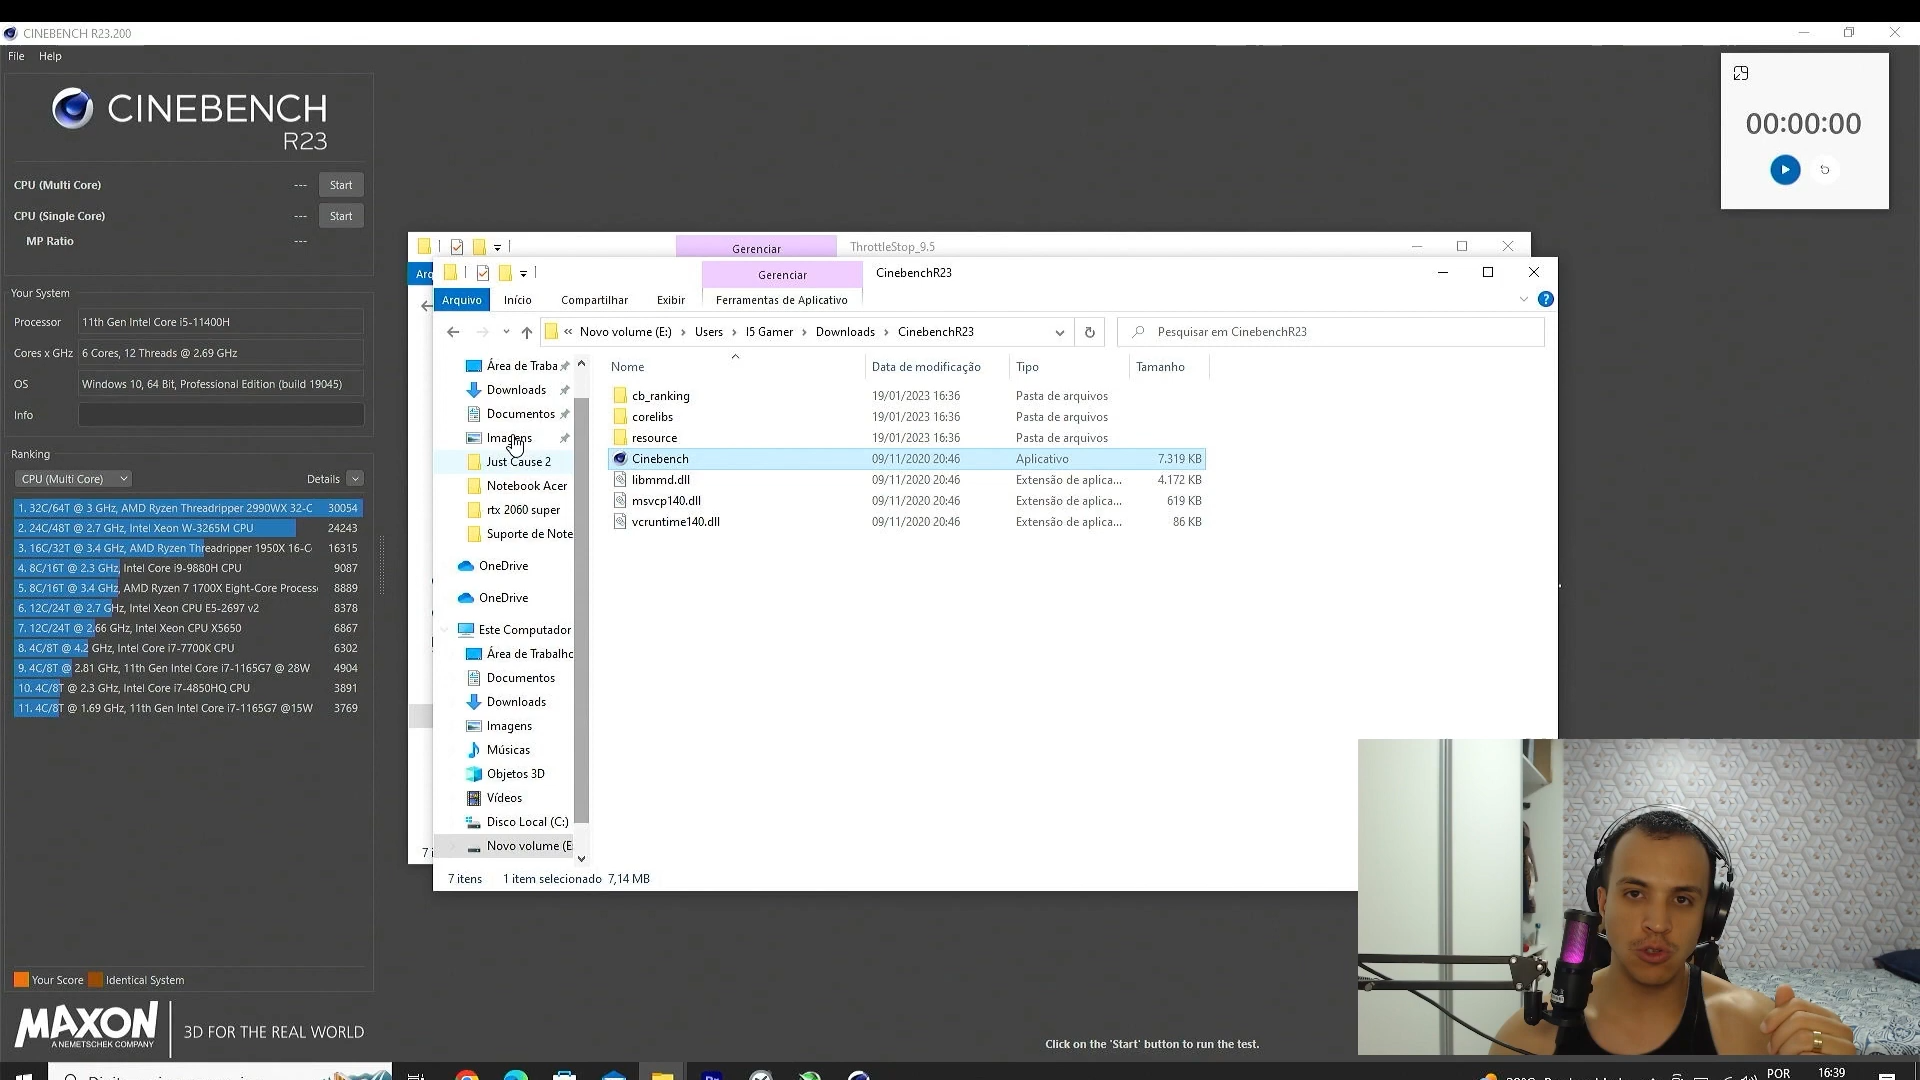 CINEBENCH R23.200
File Help
CINEBENCH
R23
CPU (Multi Core) --- Start
CPU (Single Core) --- Start
MP Ratio ---
Your System
Processor 11th Gen Intel Core i5-11400H
Cores x GHz 6 Cores, 12 Threads @ 2.69 GHz
OS Windows 10, 64 Bit, Professional Edition (build 19045)
Info
Ranking
CPU (Multi Core) Details
1. 32C/64T @ 3 GHz, AMD Ryzen Threadripper 2990WX 32-C 30054
2. 24C/48T @ 2.7 GHz, Intel Xeon W-3265M CPU 24243
3. 16C/32T @ 3.4 GHz, AMD Ryzen Threadripper 1950X 16-C 16315
4. 8C/16T @ 2.3 GHz, Intel Core i9-9880H CPU 9087
5. 8C/16T @ 3.4 GHz, AMD Ryzen 7 1700X Eight-Core Process 8889
6. 12C/24T @ 2.7 GHz, Intel Xeon CPU E5-2697 v2 8378
7. 12C/24T @ 2.66 GHz, Intel Xeon CPU X5650 6867
8. 4C/8T @ 4.2 GHz, Intel Core i7-7700K CPU 6302
9. 4C/8T @ 2.81 GHz, 11th Gen Intel Core i7-1165G7 @ 28W 4904
10. 4C/8T @ 2.3 GHz, Intel Core i7-4850HQ CPU 3891
11. 4C/8T @ 1.69 GHz, 11th Gen Intel Core i7-1165G7 @15W 3769
Your Score Identical System
MAXON
A NEMETSCHEK COMPANY
3D FOR THE REAL WORLD
00:00:00
Gerenciar ThrottleStop_9.5
Arq
Gerenciar CinebenchR23
Arquivo Início Compartilhar Exibir Ferramentas de Aplicativo
« Novo volume (E:) › Users › I5 Gamer › Downloads › CinebenchR23
Pesquisar em CinebenchR23
Área de Traba
Downloads
Documentos
Imagens
Just Cause 2
Notebook Acer
rtx 2060 super
Suporte de Note
OneDrive
OneDrive
Este Computador
Área de Trabalho
Documentos
Downloads
Imagens
Músicas
Objetos 3D
Vídeos
Disco Local (C:)
Novo volume (E
Nome Data de modificação Tipo Tamanho
cb_ranking 19/01/2023 16:36 Pasta de arquivos
corelibs 19/01/2023 16:36 Pasta de arquivos
resource 19/01/2023 16:36 Pasta de arquivos
Cinebench 09/11/2020 20:46 Aplicativo 7.319 KB
libmmd.dll 09/11/2020 20:46 Extensão de aplica... 4.172 KB
msvcp140.dll 09/11/2020 20:46 Extensão de aplica... 619 KB
vcruntime140.dll 09/11/2020 20:46 Extensão de aplica... 86 KB
7 i
7 itens 1 item selecionado 7,14 MB
Click on the 'Start' button to run the test.
POR 16:39